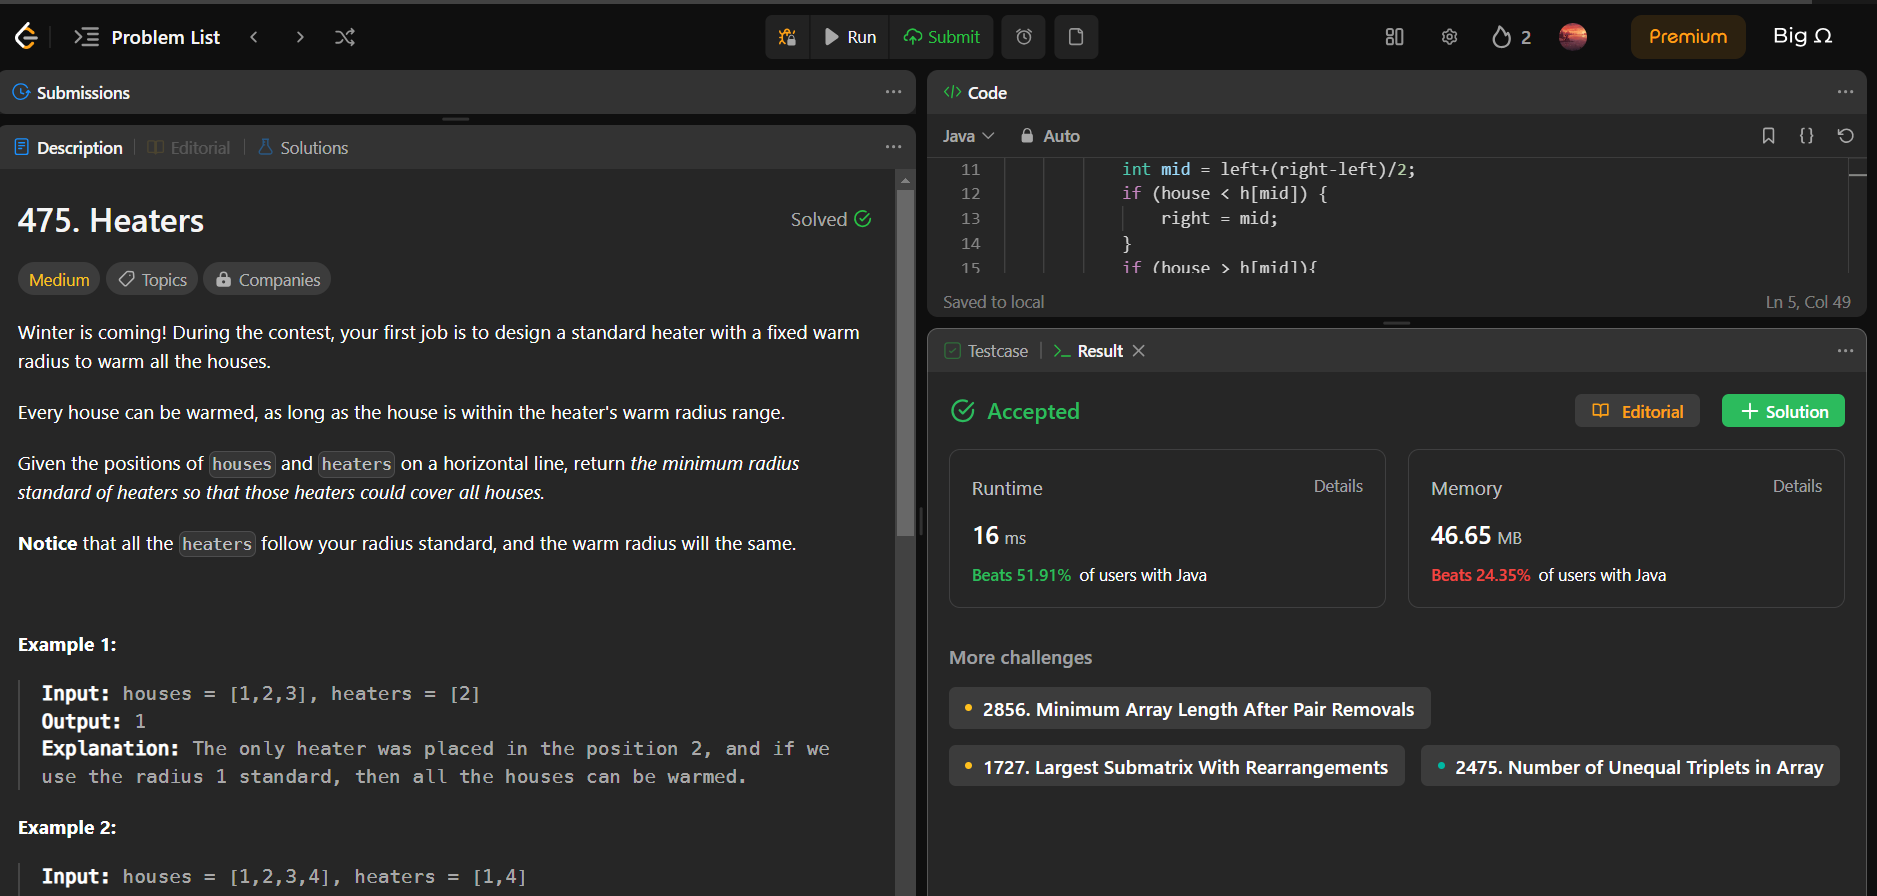 Problem List
Run
Submit
2
Premium
Big Ω
Submissions
Description
Editorial
Solutions
475. Heaters
Solved
Medium
Topics
Companies
Winter is coming! During the contest, your first job is to design a standard heater with a fixed warm
radius to warm all the houses.
Every house can be warmed, as long as the house is within the heater's warm radius range.
Given the positions of houses and heaters on a horizontal line, return the minimum radius
standard of heaters so that those heaters could cover all houses.
Notice that all the heaters follow your radius standard, and the warm radius will the same.
Example 1:
Input: houses = [1,2,3], heaters = [2]
Output: 1
Explanation: The only heater was placed in the position 2, and if we
use the radius 1 standard, then all the houses can be warmed.
Example 2:
Input: houses = [1,2,3,4], heaters = [1,4]
</> Code
Java
Auto
{}
11 int mid = left+(right-left)/2;
12 if (house < h[mid]) {
13 right = mid;
14 }
15 if (house > h[mid]){
Saved to local
Ln 5, Col 49
Testcase
>_ Result
Accepted
Editorial
+ Solution
Runtime
Details
16 ms
Beats 51.91% of users with Java
Memory
Details
46.65 MB
Beats 24.35% of users with Java
More challenges
2856. Minimum Array Length After Pair Removals
1727. Largest Submatrix With Rearrangements
2475. Number of Unequal Triplets in Array